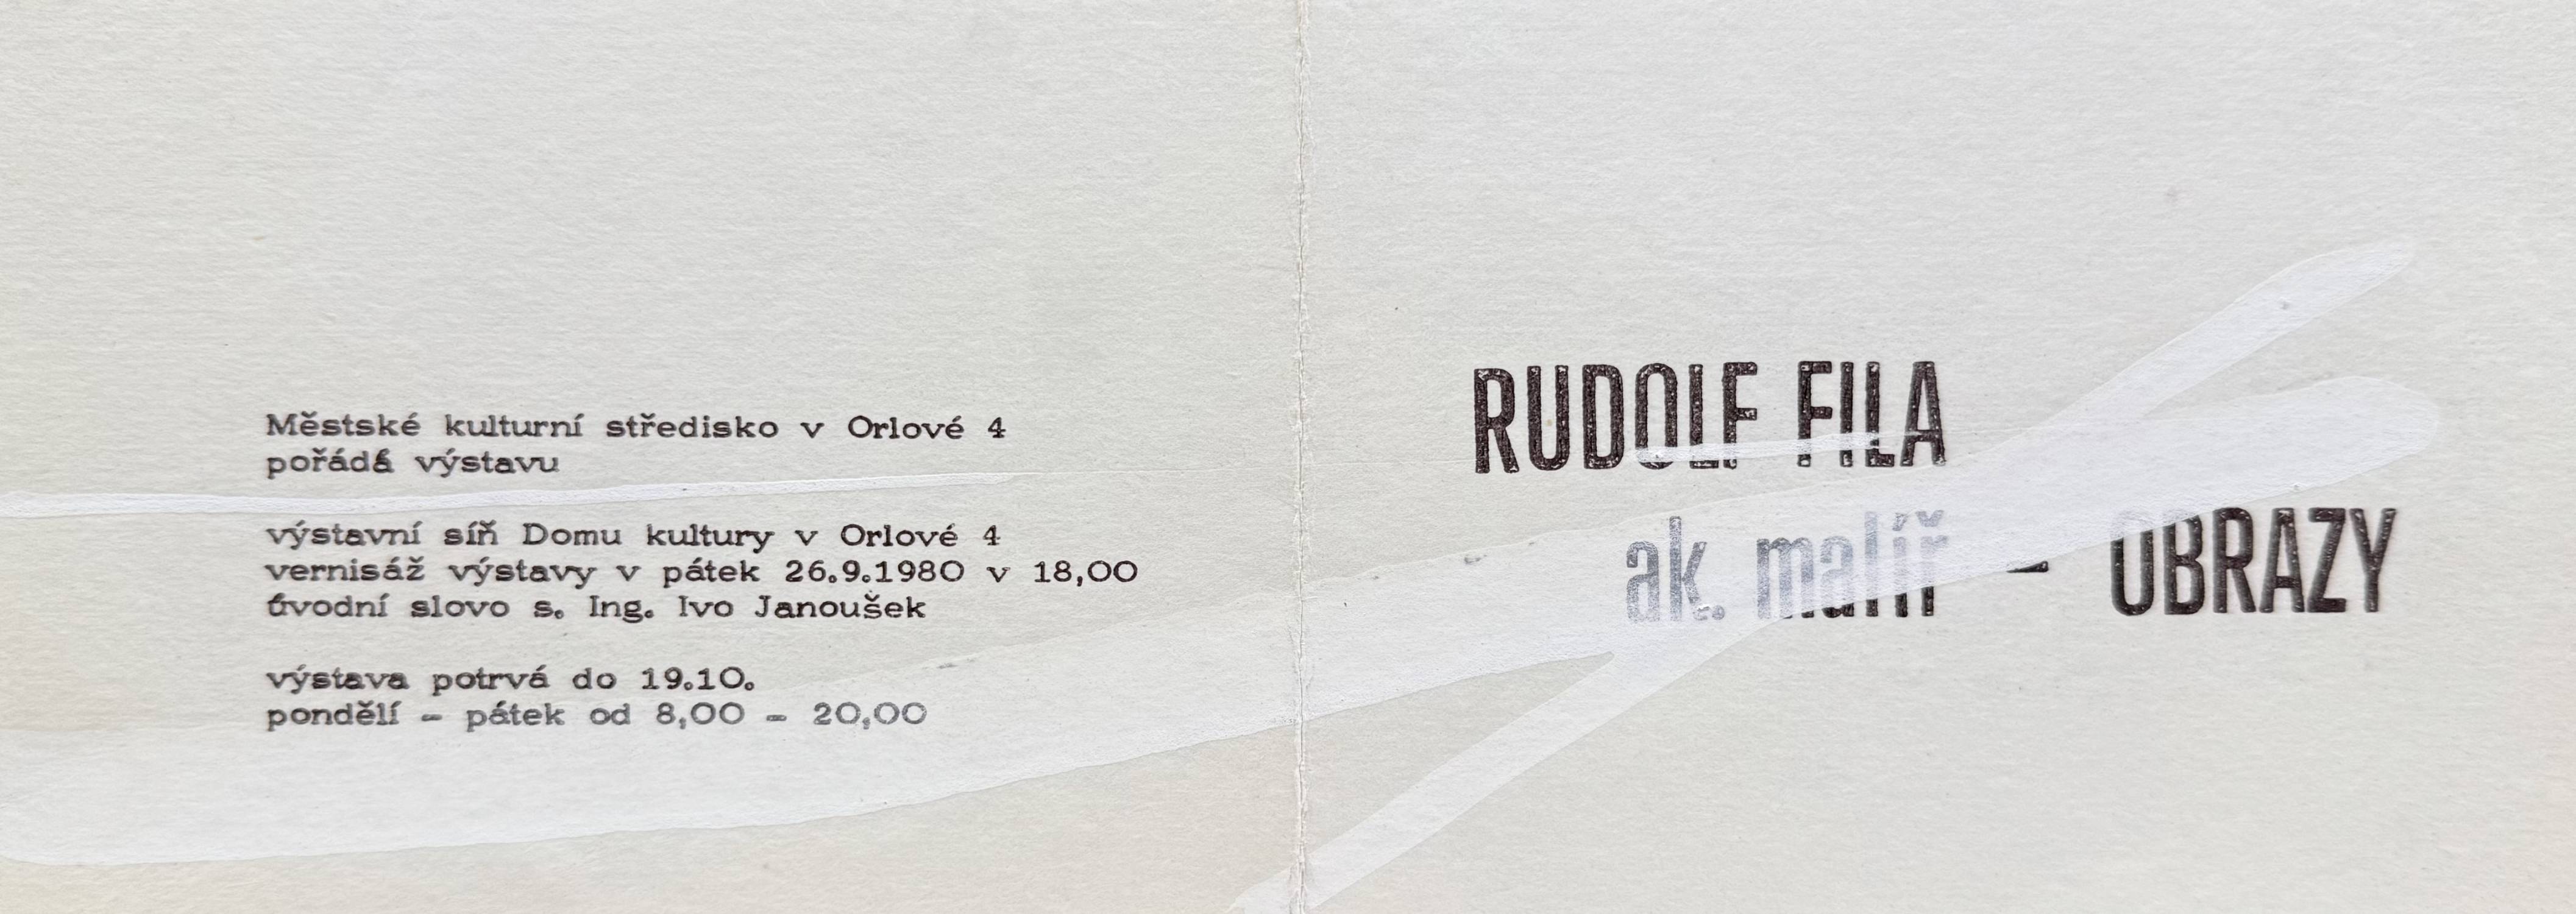 Městské kulturní středisko v Orlové 4
pořádá výstavu
výstavní síň Domu kultury v Orlové 4
vernisáž výstavy v pátek 26.9.1980 v 18,00
úvodní slovo s. Ing. Ivo Janoušek
výstava potrvá do 19.10.
pondělí - pátek od 8,00 - 20,00
RUDOLF FILA
ak. malíř - OBRAZY